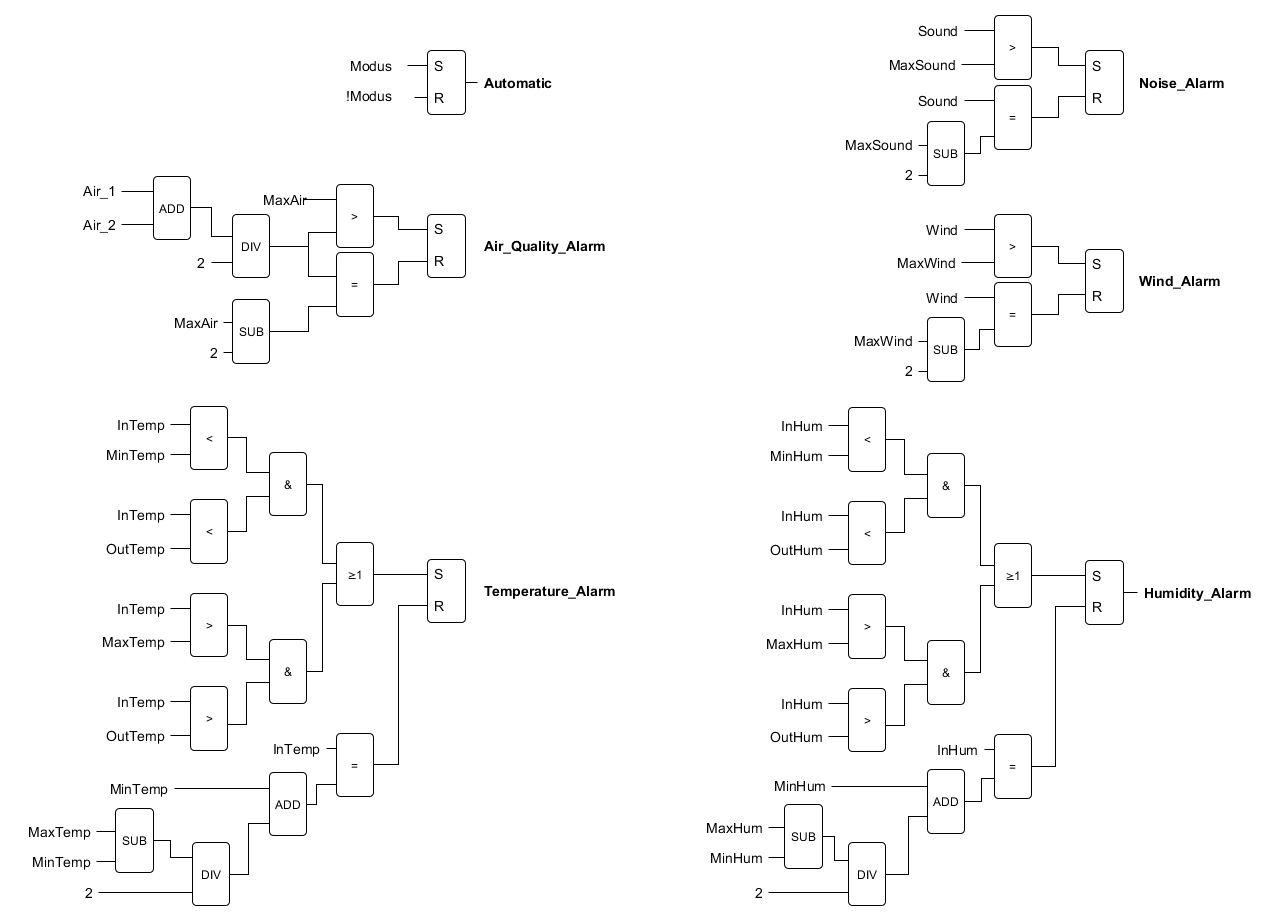 Modus
S
!Modus
R
Automatic
Sound
>
MaxSound
S
Noise_Alarm
R
Sound
=
MaxSound
SUB
2
Air_1
ADD
Air_2
DIV
2
MaxAir
>
S
Air_Quality_Alarm
R
=
MaxAir
SUB
2
Wind
>
MaxWind
S
Wind_Alarm
R
Wind
=
MaxWind
SUB
2
InTemp
<
MinTemp
&
InTemp
<
OutTemp
≥1
S
Temperature_Alarm
R
InTemp
>
MaxTemp
&
InTemp
>
OutTemp
InTemp
=
MinTemp
ADD
MaxTemp
SUB
MinTemp
DIV
2
InHum
<
MinHum
&
InHum
<
OutHum
≥1
S
Humidity_Alarm
R
InHum
>
MaxHum
&
InHum
>
OutHum
InHum
=
MinHum
ADD
MaxHum
SUB
MinHum
DIV
2